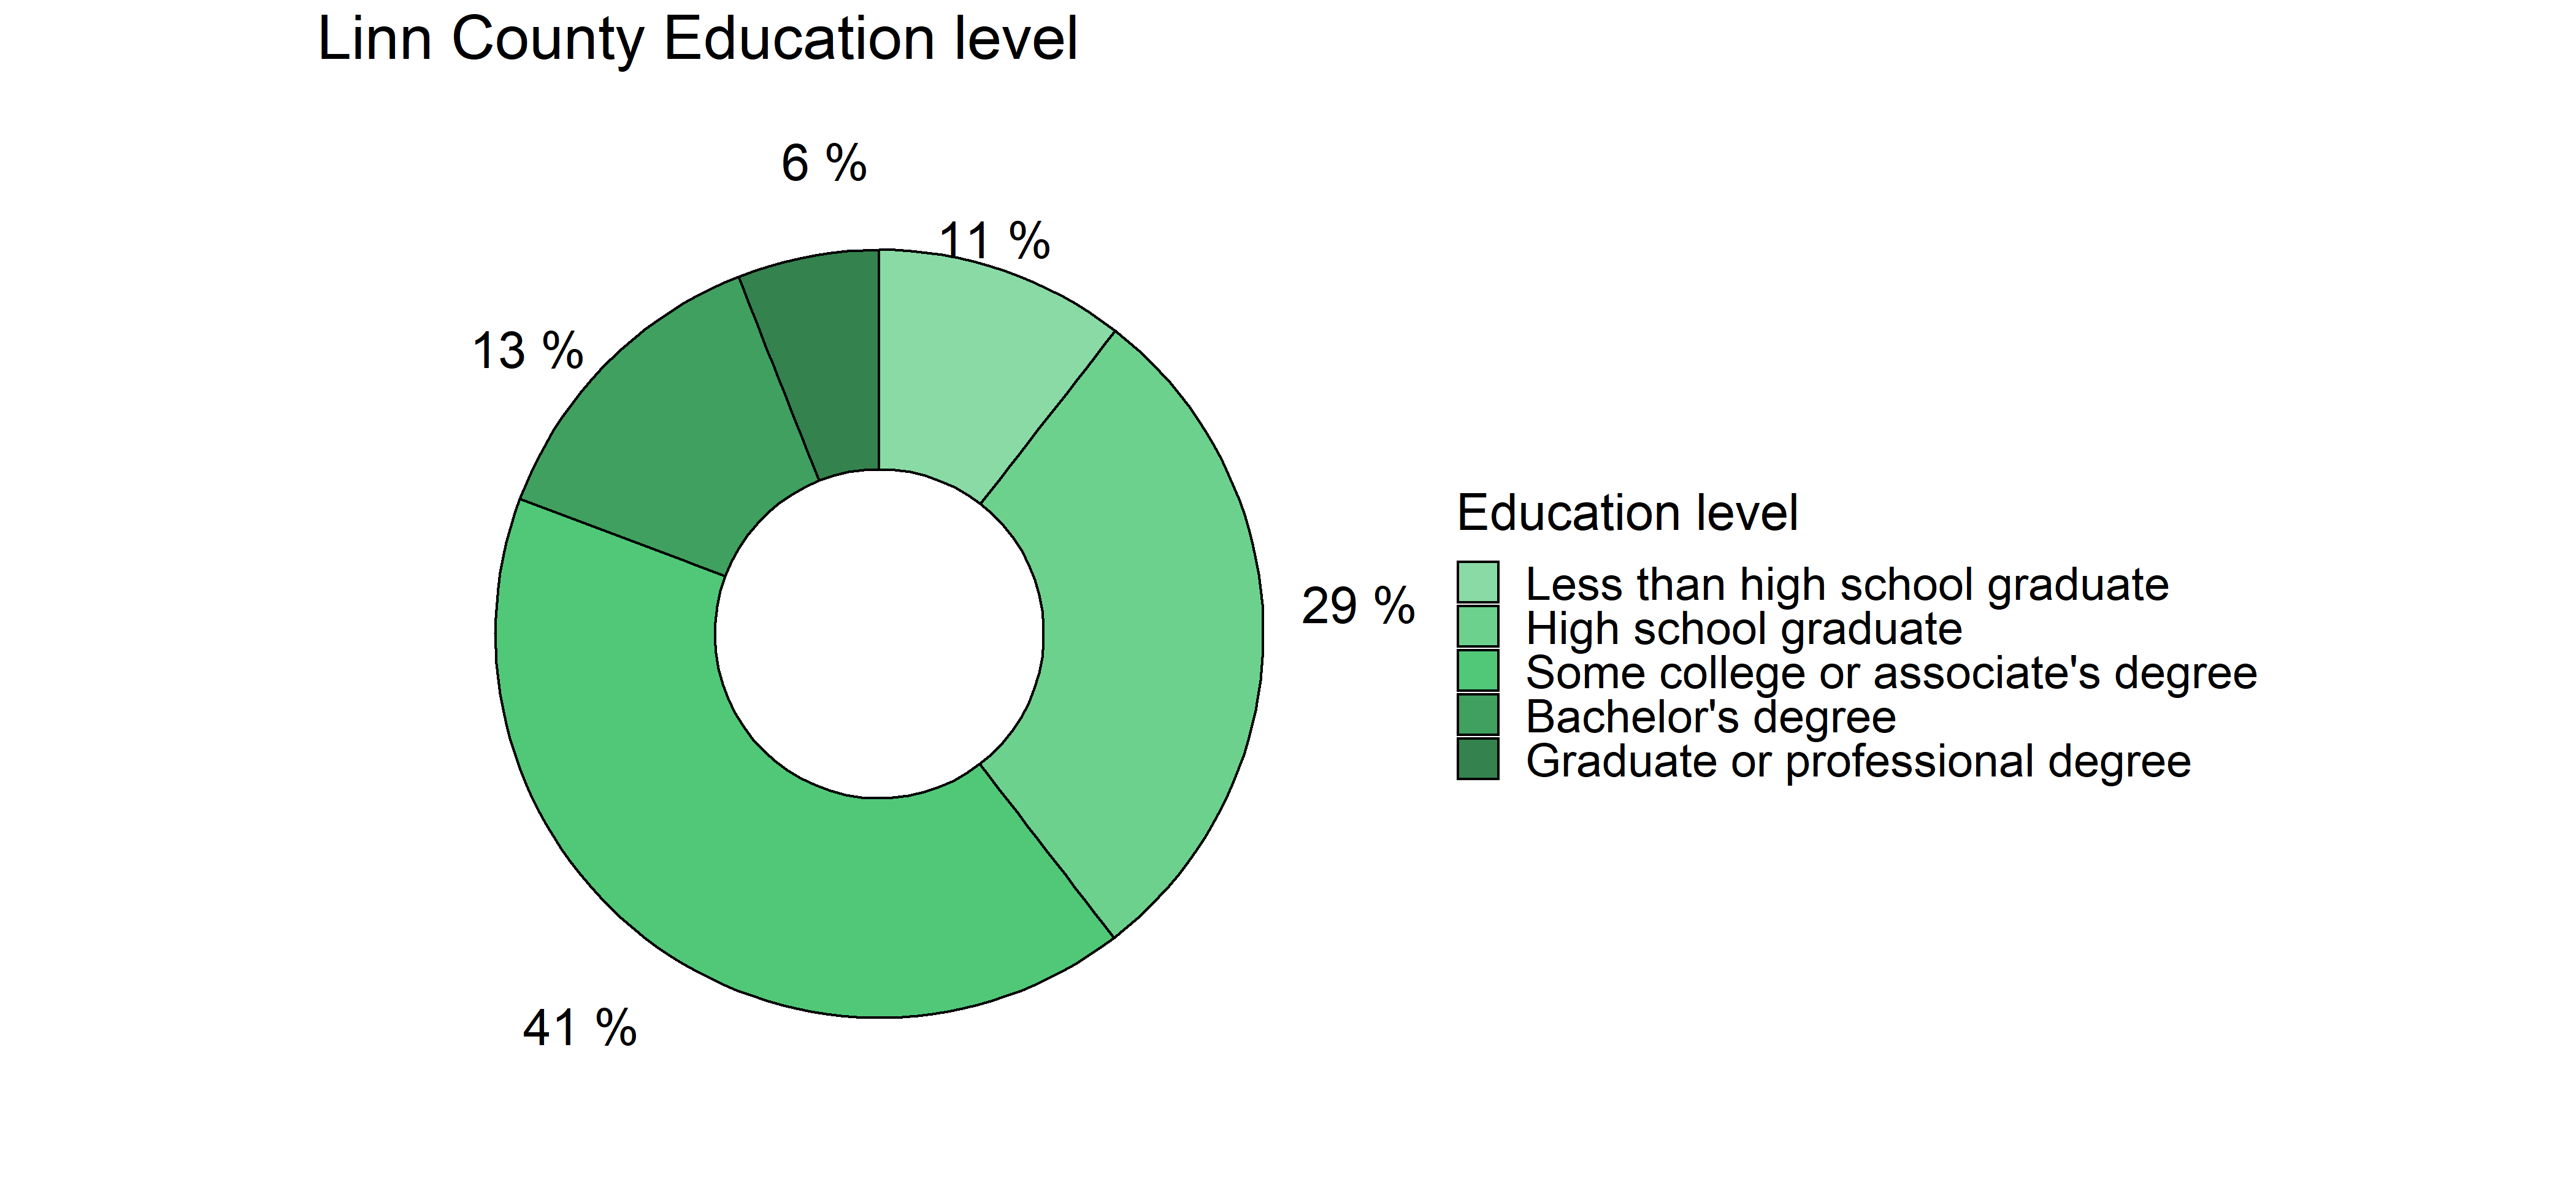 Linn County Education level
6 %
11 %
13 %
29 %
41 %
Education level
Less than high school graduate
High school graduate
Some college or associate's degree
Bachelor's degree
Graduate or professional degree